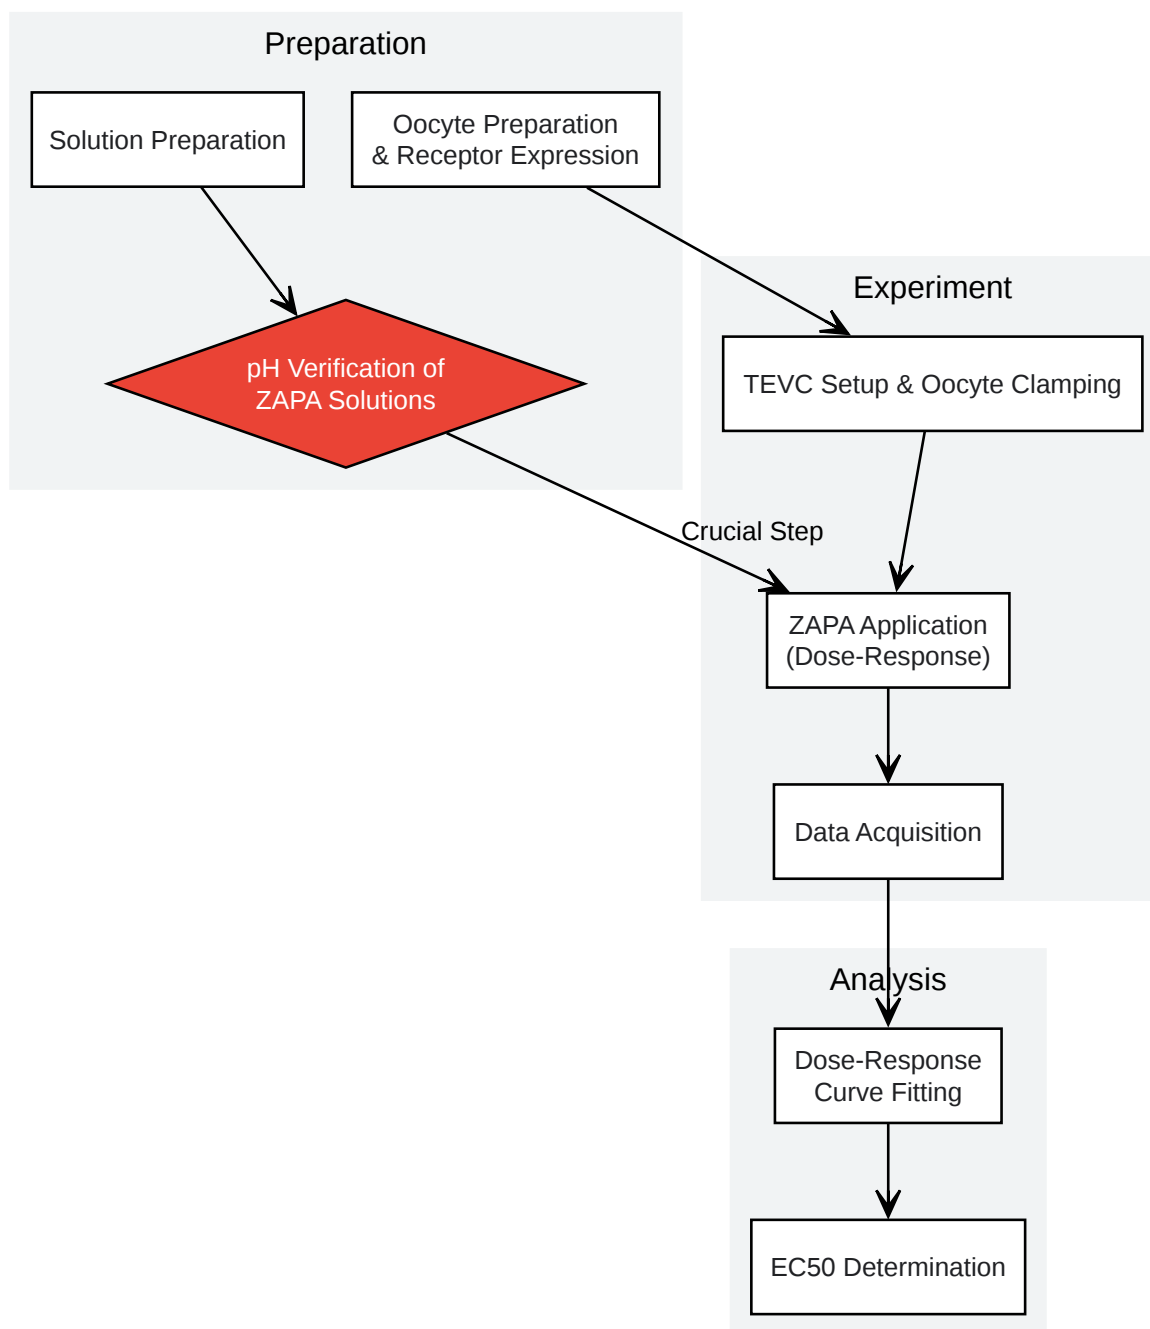 Preparation
Solution Preparation
Oocyte Preparation
& Receptor Expression
pH Verification of
ZAPA Solutions
Experiment
TEVC Setup & Oocyte Clamping
Crucial Step
ZAPA Application
(Dose-Response)
Data Acquisition
Analysis
Dose-Response
Curve Fitting
EC50 Determination